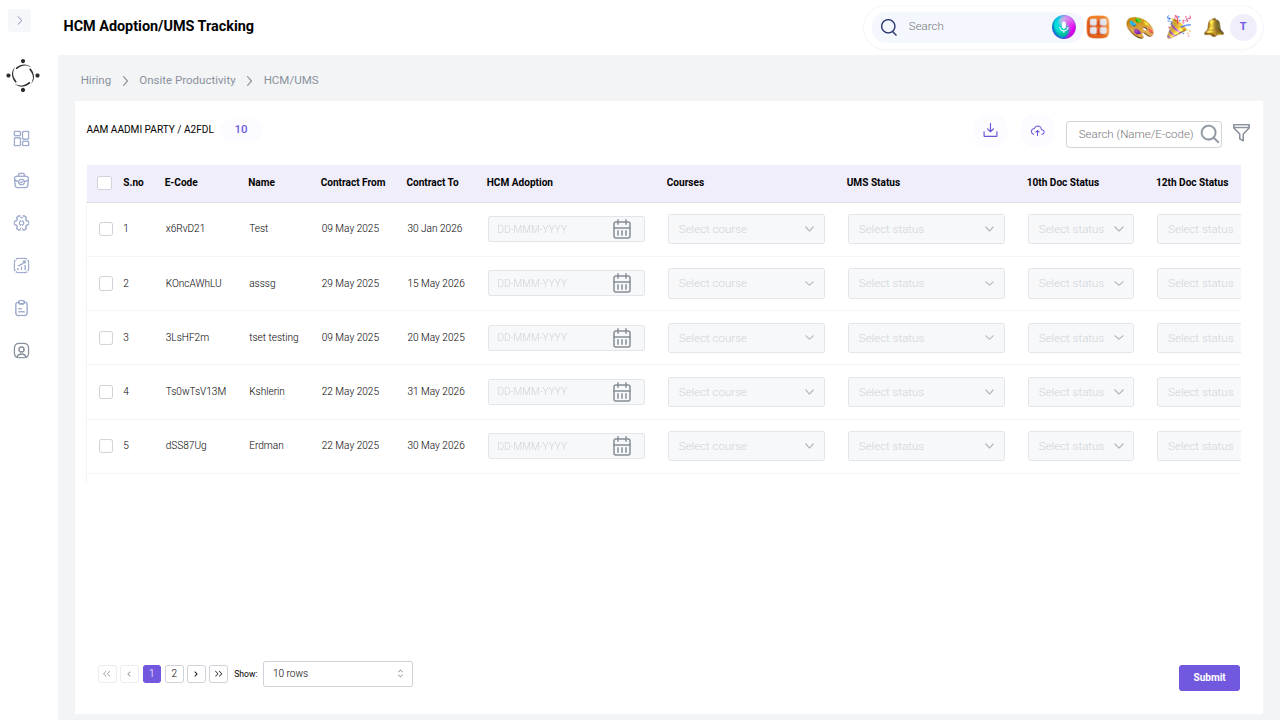 HCM Adoption/UMS Tracking
Search
T
Hiring > Onsite Productivity > HCM/UMS
AAM AADMI PARTY / A2FDL 10
Search (Name/E-code)
S.no E-Code Name Contract From Contract To HCM Adoption Courses UMS Status 10th Doc Status 12th Doc Status
1 x6RvD21 Test 09 May 2025 30 Jan 2026 DD-MMM-YYYY Select course Select status Select status Select status
2 KOncAWhLU asssg 29 May 2025 15 May 2026 DD-MMM-YYYY Select course Select status Select status Select status
3 3LsHF2m tset testing 09 May 2025 20 May 2026 DD-MMM-YYYY Select course Select status Select status Select status
4 Ts0wTsV13M Kshlerin 22 May 2025 31 May 2026 DD-MMM-YYYY Select course Select status Select status Select status
5 dSS87Ug Erdman 22 May 2025 30 May 2026 DD-MMM-YYYY Select course Select status Select status Select status
1 2 Show: 10 rows
Submit